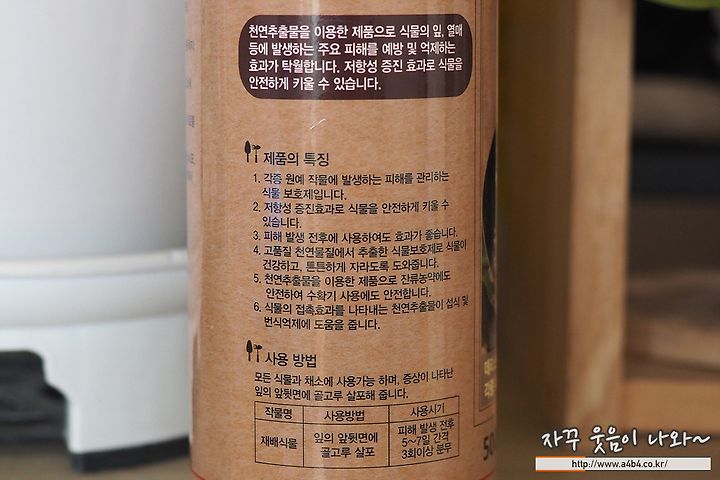 천연추출물을 이용한 제품으로 식물의 잎, 열매
등에 발생하는 주요 피해를 예방 및 억제하는
효과가 탁월합니다. 저항성 증진 효과로 식물을
안전하게 키울 수 있습니다.
제품의 특징
1. 각종 원예 작물에 발생하는 피해를 관리하는
식물 보호제입니다.
2. 저항성 증진효과로 식물을 안전하게 키울 수
있습니다.
3. 피해 발생 전후에 사용하여도 효과가 좋습니다.
4. 고품질 천연물질에서 추출한 식물보호제로 식물이
건강하고, 튼튼하게 자라도록 도와줍니다.
5. 천연추출물을 이용한 제품으로 잔류농약에도
안전하여 수확기 사용에도 안전합니다.
6. 식물의 접촉효과를 나타내는 천연추출물이 섭식 및
번식억제에 도움을 줍니다.
사용 방법
모든 식물과 채소에 사용가능 하며, 증상이 나타난
잎의 앞뒷면에 골고루 살포해 줍니다.
작물명 사용방법 사용시기
재배식물 잎의 앞뒷면에 골고루 살포 피해 발생 전후 5~7일 간격 3회이상 분무
50
자꾸 웃음이 나와~
http://www.a4b4.co.kr/